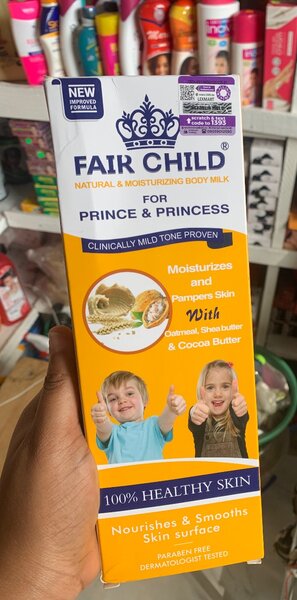 NEW
IMPROVED
FORMULA
LEXMART
scratch & text
code to 1393
FAIR CHILD®
NATURAL & MOISTURIZING BODY MILK
FOR
PRINCE & PRINCESS
CLINICALLY MILD TONE PROVEN
Moisturizes
and
Pampers Skin
With
Oatmeal, Shea butter
& Cocoa Butter
100% HEALTHY SKIN
Nourishes & Smooths
Skin surface
PARABEN FREE
DERMATOLOGIST TESTED